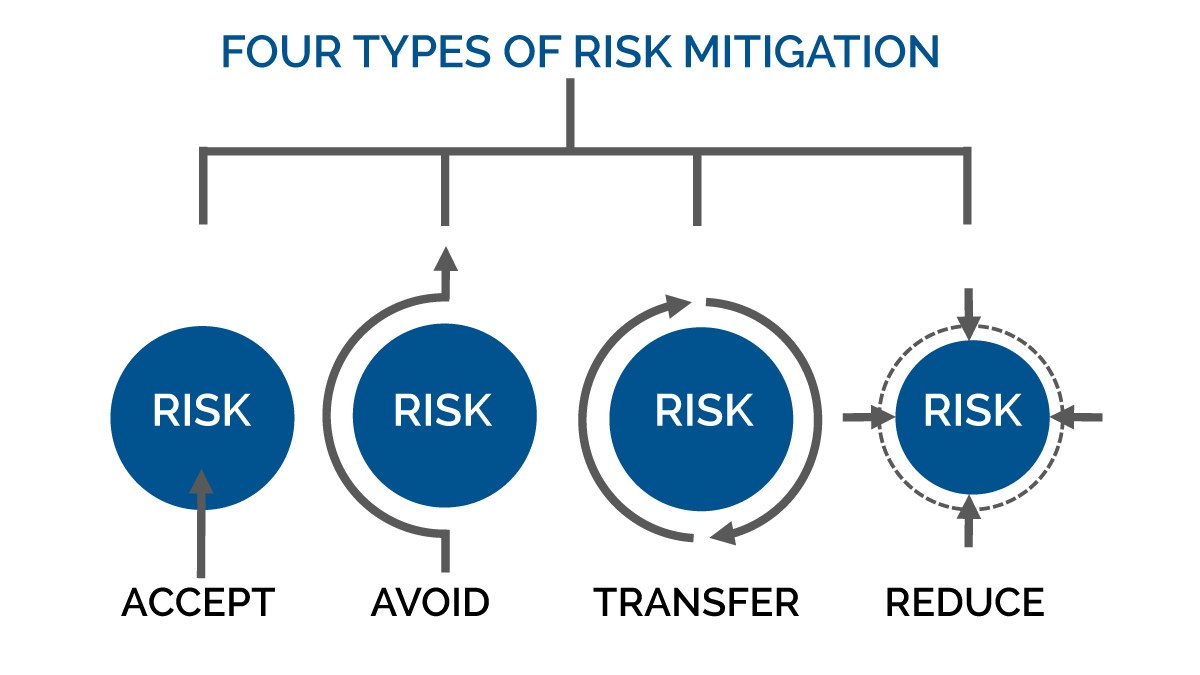 FOUR TYPES OF RISK MITIGATION
RISK
RISK
RISK
RISK
ACCEPT
AVOID
TRANSFER
REDUCE